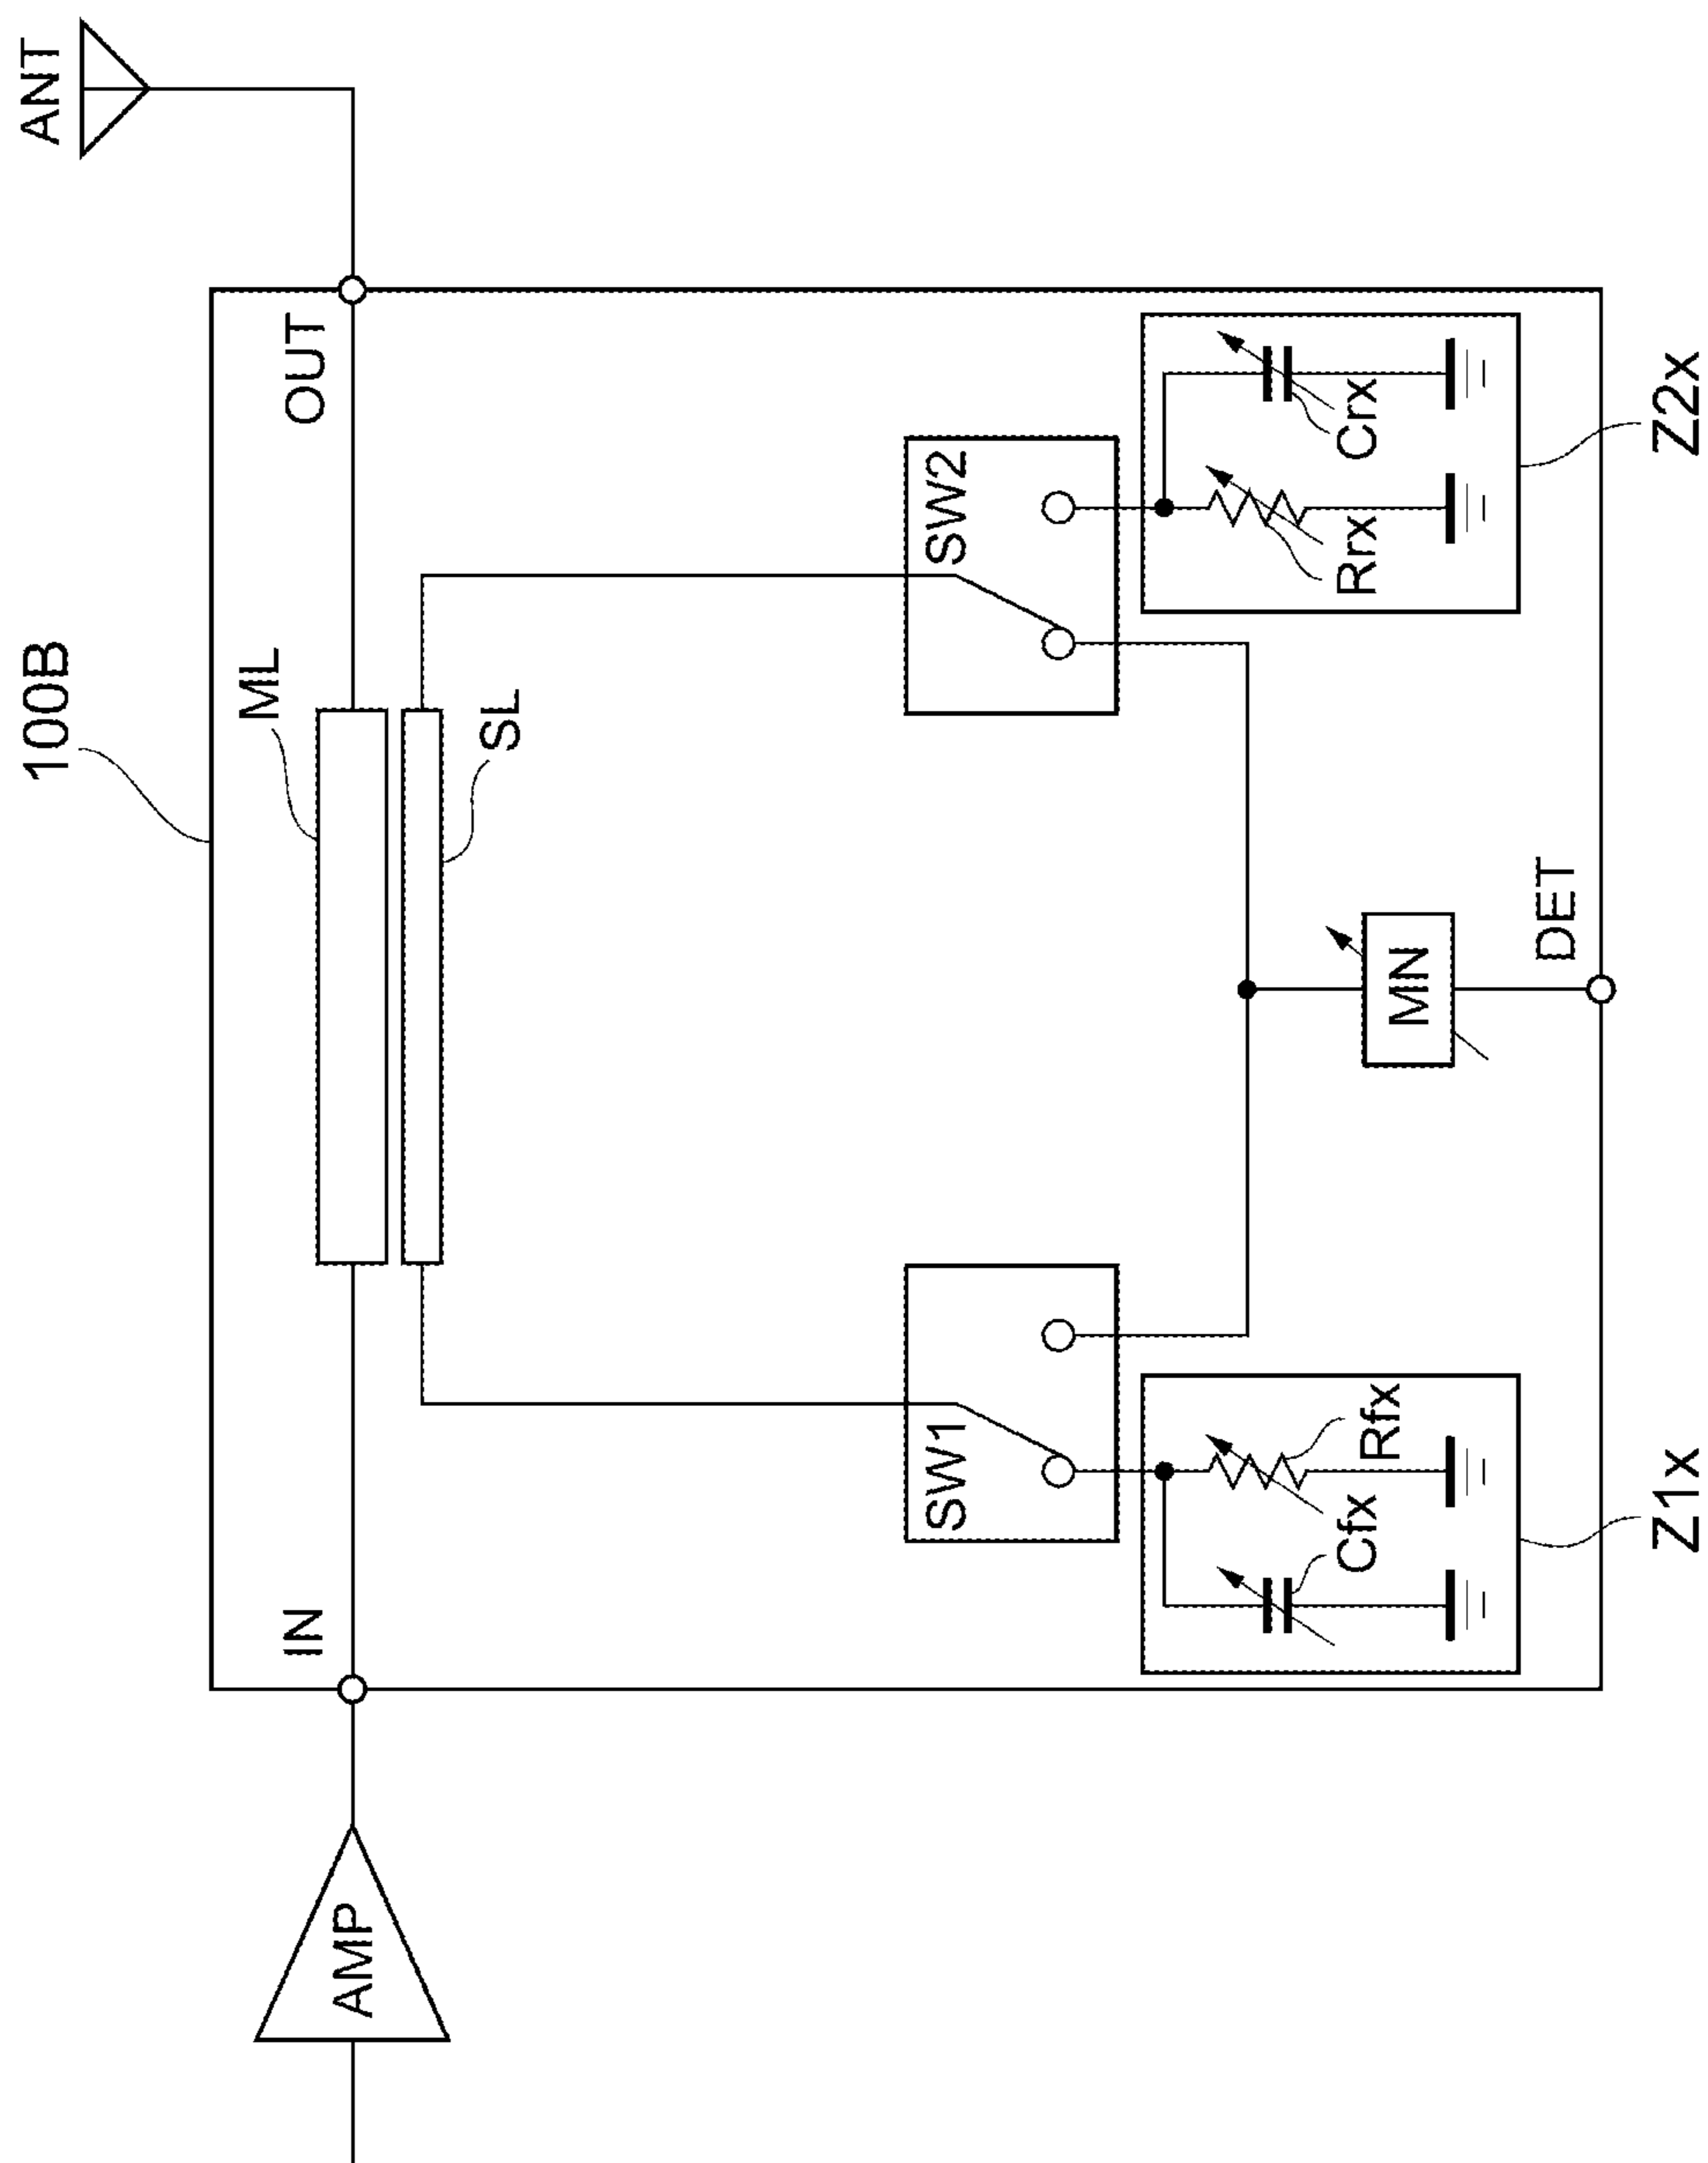 100B
ANT
IN
ML
OUT
AMP
SL
SW1
SW2
Cfx
Rfx
Rrx
Crx
MN
DET
Z1x
Z2x